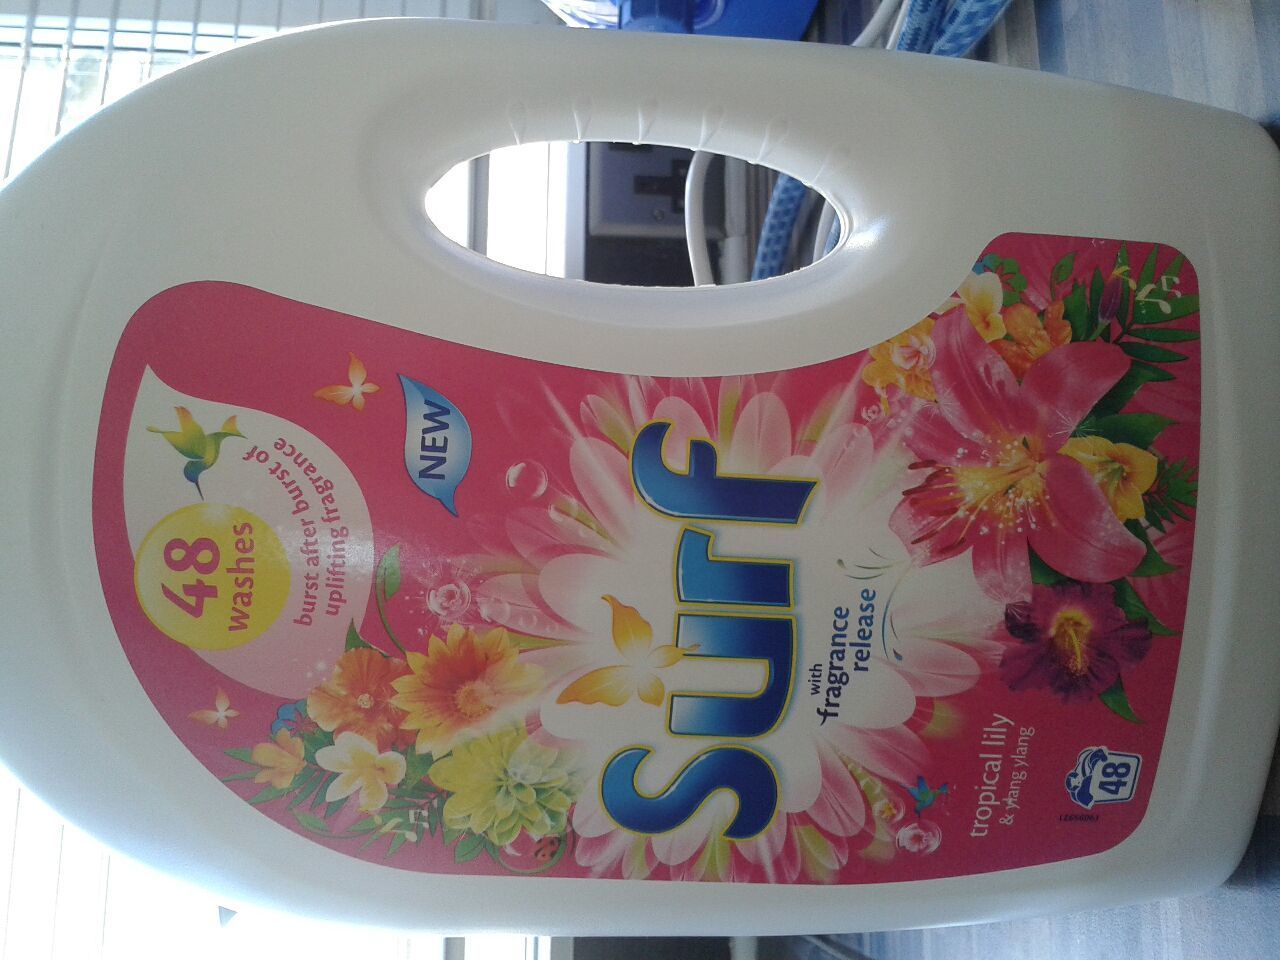 48
washes
burst after burst of
uplifting fragrance
NEW
surf
with
fragrance
release
tropical lily
& ylang ylang
48